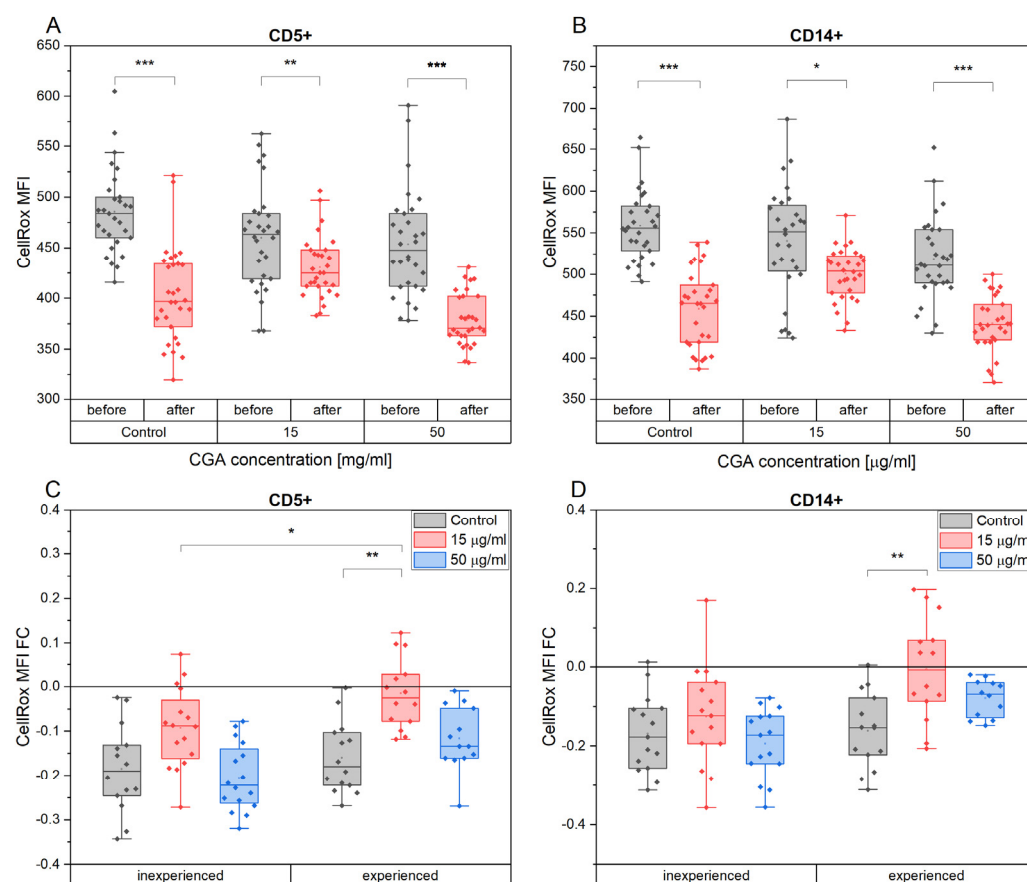 A
CD5+
CellRox MFI
650
600
550
500
450
400
350
300
***
**
***
before after before after before after
Control 15 50
CGA concentration [mg/ml]
B
CD14+
CellRox MFI
750
700
650
600
550
500
450
400
350
***
*
***
before after before after before after
Control 15 50
CGA concentration [μg/ml]
C
CD5+
CellRox MFI FC
0.4
0.3
0.2
0.1
0.0
-0.1
-0.2
-0.3
-0.4
Control
15 μg/ml
50 μg/ml
*
**
inexperienced experienced
D
CD14+
CellRox MFI FC
0.4
0.2
0.0
-0.2
-0.4
Control
15 μg/ml
50 μg/m
**
inexperienced experienced